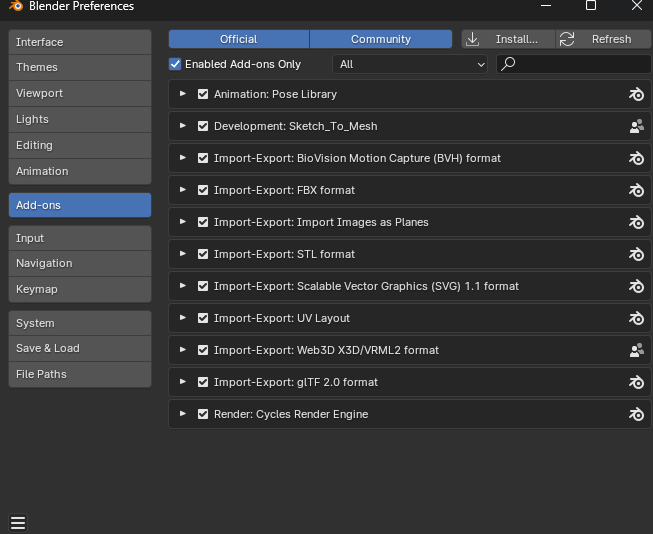 Blender Preferences
Interface
Themes
Viewport
Lights
Editing
Animation
Add-ons
Input
Navigation
Keymap
System
Save & Load
File Paths
Official Community Install... Refresh
Enabled Add-ons Only All
Animation: Pose Library
Development: Sketch_To_Mesh
Import-Export: BioVision Motion Capture (BVH) format
Import-Export: FBX format
Import-Export: Import Images as Planes
Import-Export: STL format
Import-Export: Scalable Vector Graphics (SVG) 1.1 format
Import-Export: UV Layout
Import-Export: Web3D X3D/VRML2 format
Import-Export: glTF 2.0 format
Render: Cycles Render Engine